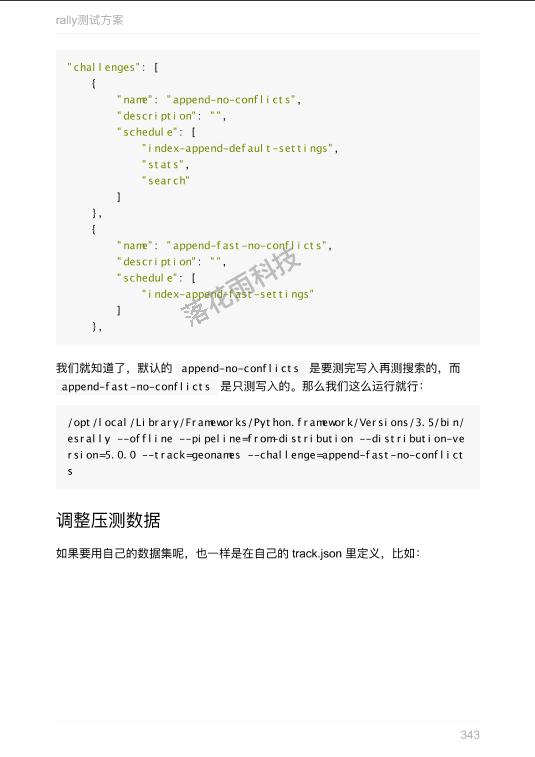 rally测试方案
"challenges": [
    {
        "name": "append-no-conflicts",
        "description": "",
        "schedule": [
            "index-append-default-settings",
            "stats",
            "search"
        ]
    },
    {
        "name": "append-fast-no-conflicts",
        "description": "",
        "schedule": [
            "index-append-fast-settings"
        ]
    },
落花雨科技
我们就知道了，默认的 append-no-conflicts 是要测完写入再测搜索的，而
append-fast-no-conflicts 是只测写入的。那么我们这么运行就行：
/opt/local/Library/Frameworks/Python.framework/Versions/3.5/bin/
esrally --offline --pipeline=from-distribution --distribution-ve
rsion=5.0.0 --track=geonames --challenge=append-fast-no-conflict
s
调整压测数据
如果要用自己的数据集呢，也一样是在自己的 track.json 里定义，比如：
343